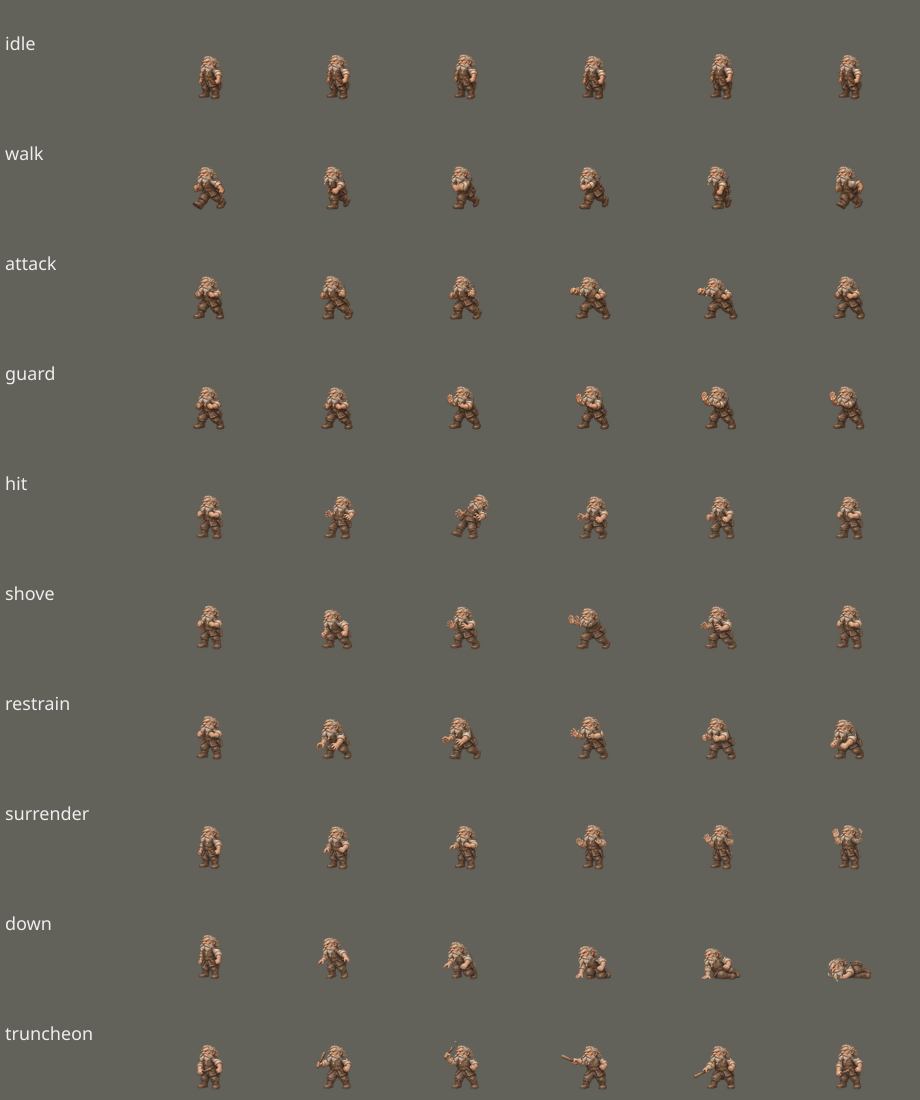 idle
walk
attack
guard
hit
shove
restrain
surrender
down
truncheon